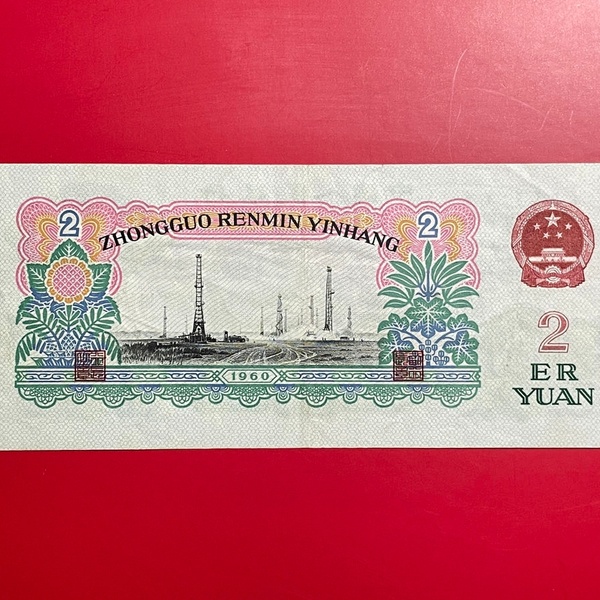 2
ZHONGGUO RENMIN YINHANG
2
1960
2
ER
YUAN